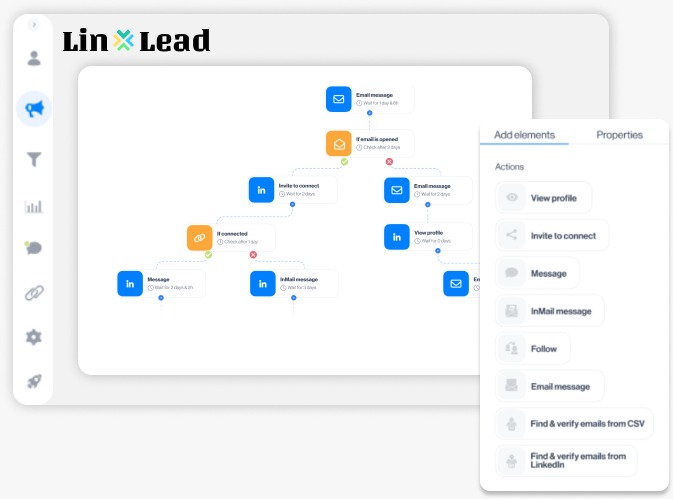 Lin Lead
Email message
Wait for 1 day & 6h
If email is opened
Check after 2 days
Invite to connect
Wait for 2 days
Email message
Wait for 2 days
If connected
Check after 1 day
View profile
Wait for 5 days
Message
Wait for 2 days & 2h
InMail message
Wait for 3 days
Add elements
Properties
Actions
View profile
Invite to connect
Message
InMail message
Follow
Email message
Find & verify emails from CSV
Find & verify emails from
LinkedIn